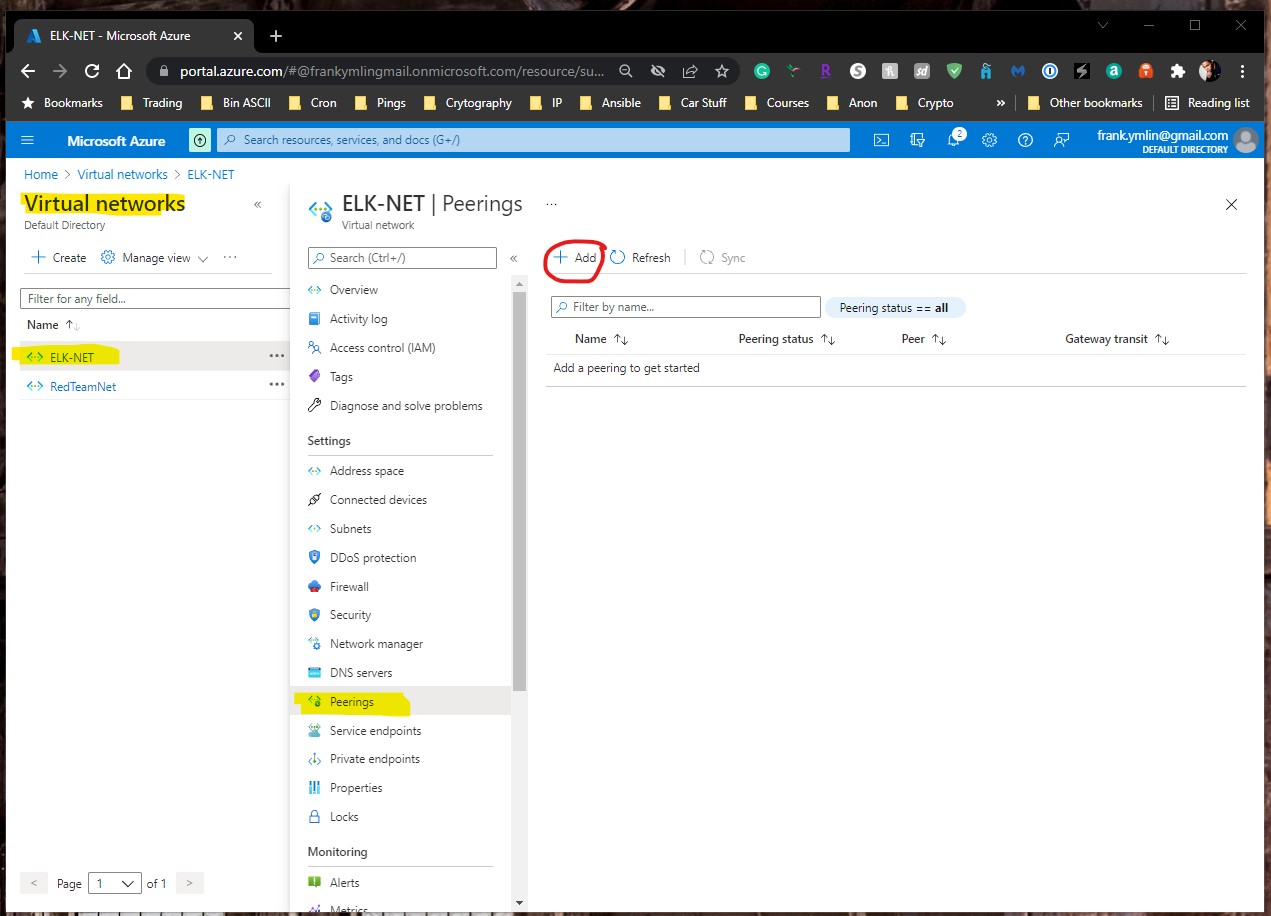 ELK-NET - Microsoft Azure
portal.azure.com/#@frankymlingmail.onmicrosoft.com/resource/su...
Bookmarks Trading Bin ASCII Cron Pings Crytography IP Ansible Car Stuff Courses Anon Crypto » Other bookmarks Reading list
Microsoft Azure Search resources, services, and docs (G+/) 2 frank.ymlin@gmail.com
DEFAULT DIRECTORY
Home > Virtual networks > ELK-NET
Virtual networks «
Default Directory
+ Create Manage view ...
Filter for any field...
Name
ELK-NET ...
RedTeamNet ...
< Page 1 of 1 >
ELK-NET | Peerings ...
Virtual network
Search (Ctrl+/) «
Overview
Activity log
Access control (IAM)
Tags
Diagnose and solve problems
Settings
Address space
Connected devices
Subnets
DDoS protection
Firewall
Security
Network manager
DNS servers
Peerings
Service endpoints
Private endpoints
Properties
Locks
Monitoring
Alerts
Metrics
+ Add Refresh Sync
Filter by name... Peering status == all
Name Peering status Peer Gateway transit
Add a peering to get started